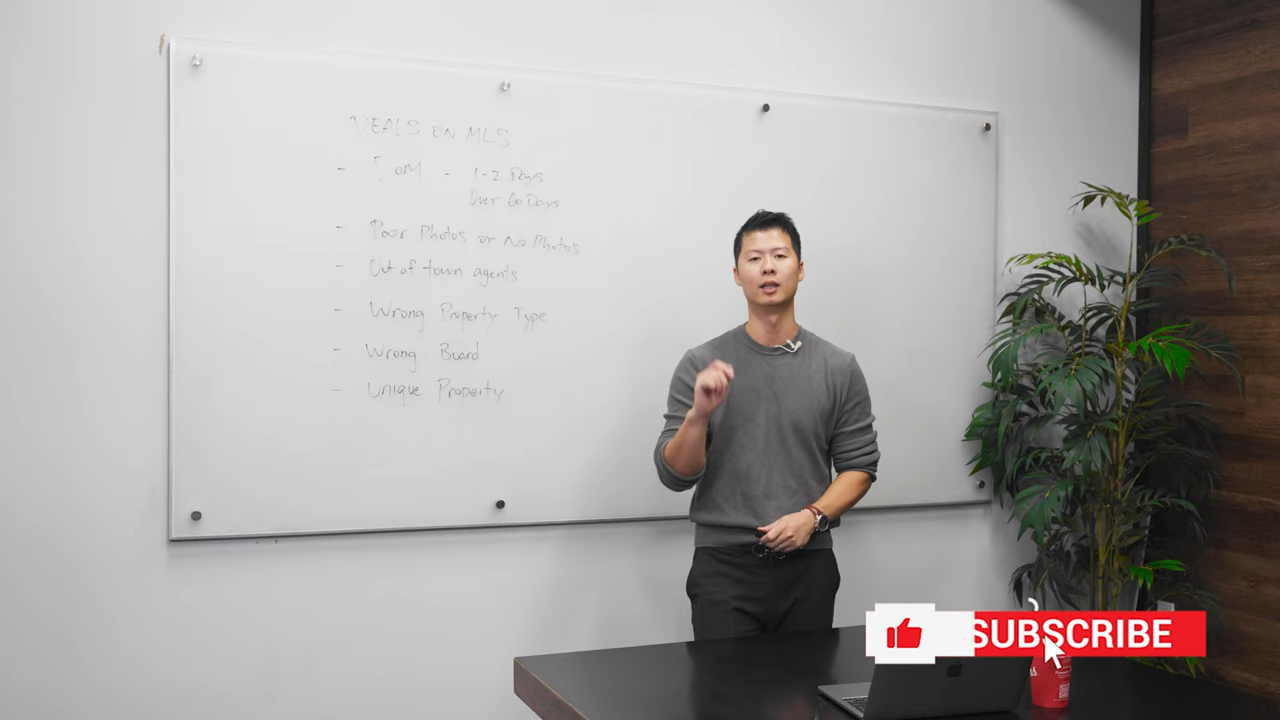 DEALS ON MLS
- DOM - 1-2 Days
Over 60 Days
- Poor Photos or No Photos
- Out of town agents
- Wrong Property Type
- Wrong Board
- Unique Property
SUBSCRIBE